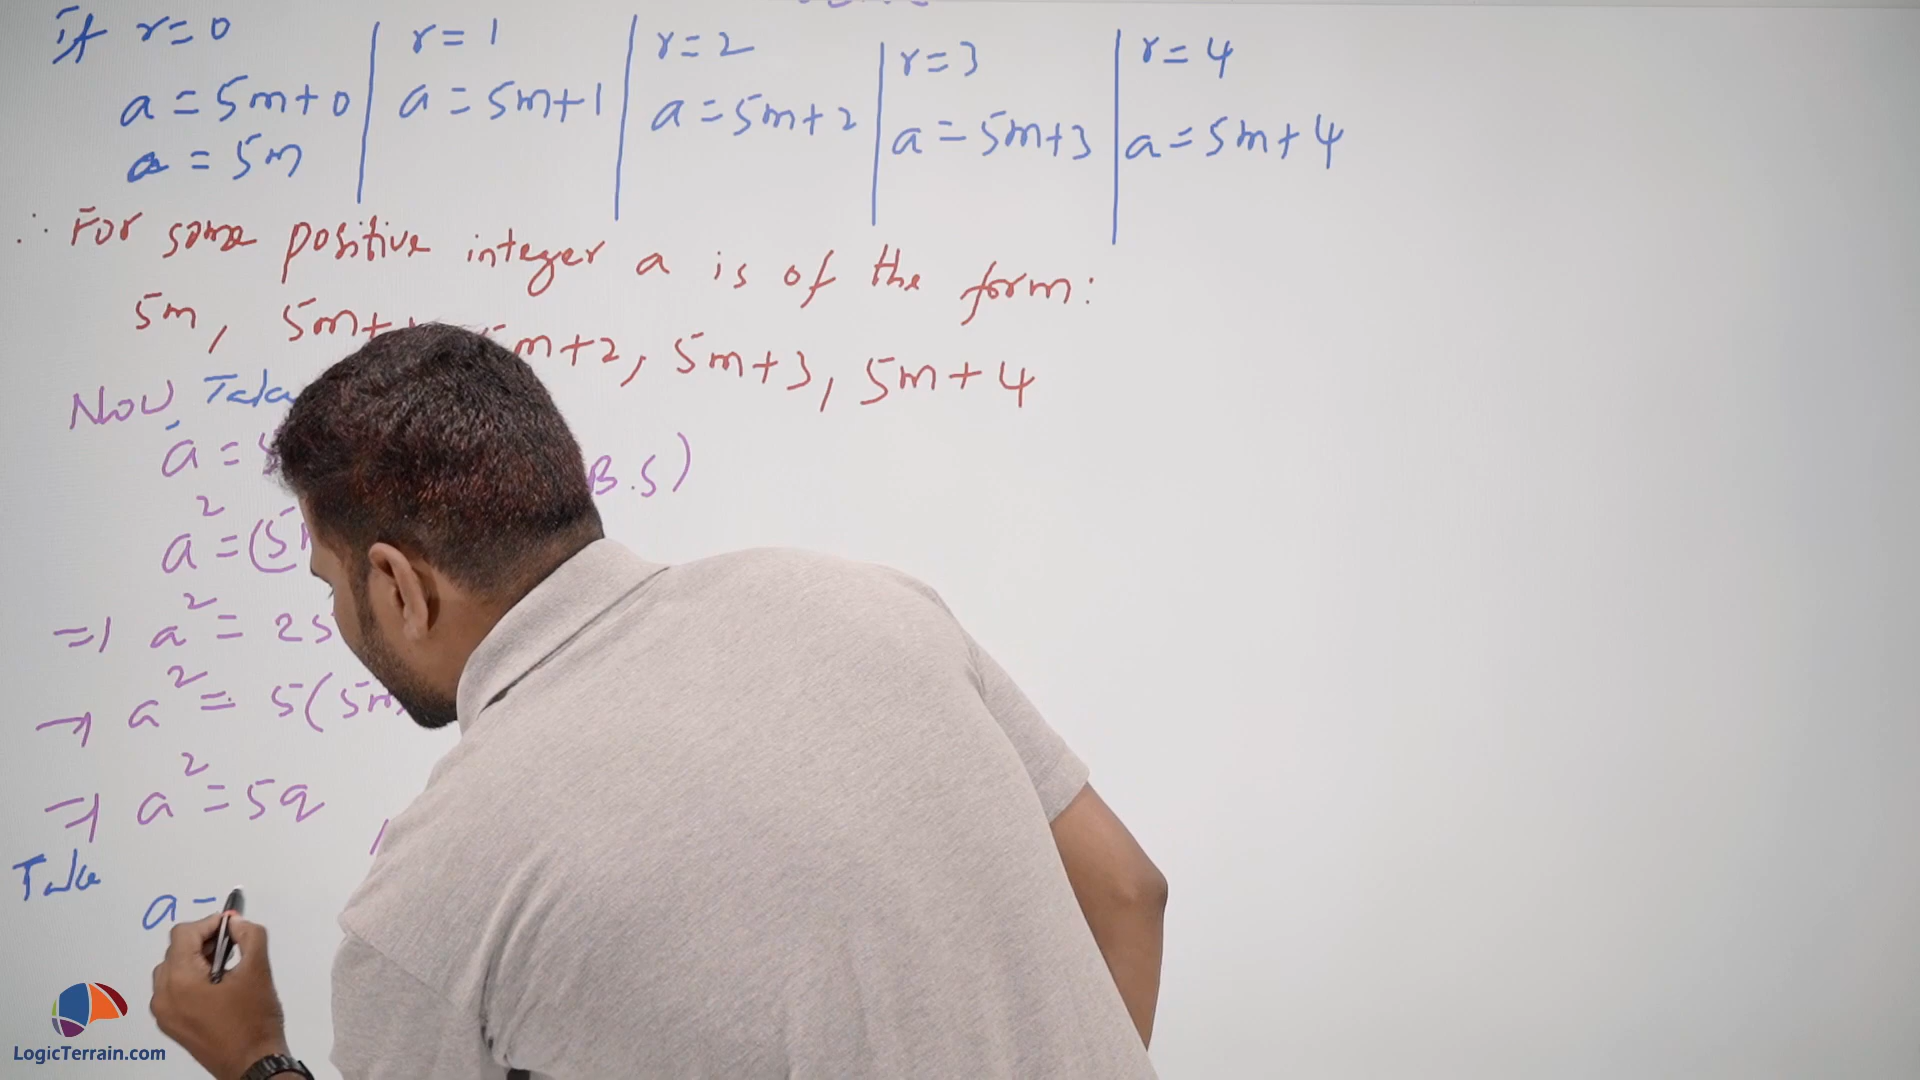 if r=0
a=5m+0
a=5m
r=1
a=5m+1
r=2
a=5m+2
r=3
a=5m+3
r=4
a=5m+4
∴ For some positive integer a is of the form:
5m, 5m+ 5m+2, 5m+3, 5m+4
Now, Take
a= B.S)
a²=(5m
⇒ a²= 25
→ a²= 5(5m
⇒ a²=5q ,
Take
a=
LogicTerrain.com